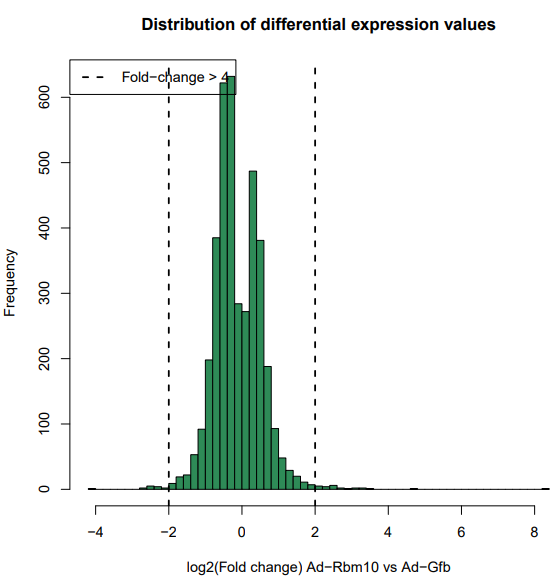 Distribution of differential expression values
Fold−change > 4
Frequency
600
500
400
300
200
100
0
−4 −2 0 2 4 6 8
log2(Fold change) Ad−Rbm10 vs Ad−Gfb